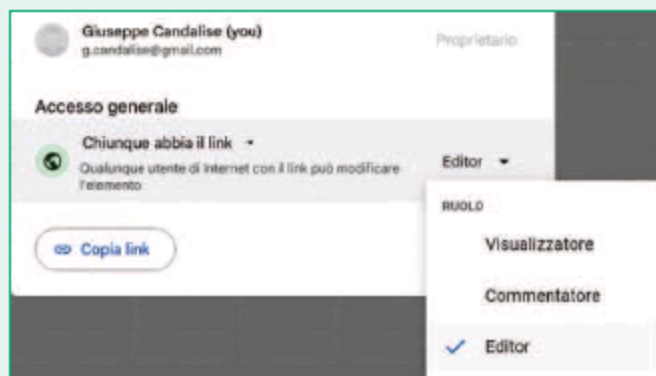 Giuseppe Candalise (you)
g.candalise@gmail.com
Proprietario
Accesso generale
Chiunque abbia il link
Qualunque utente di Internet con il link può modificare
l'elemento
Editor
RUOLO
Visualizzatore
Commentatore
Editor
Copia link